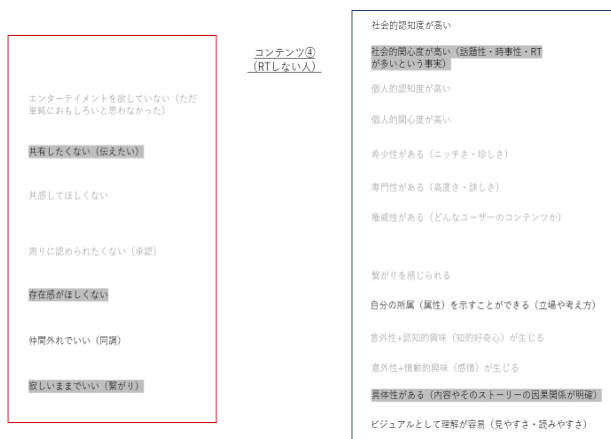 コンテンツ④
（RTしない人）
エンターテイメントを欲していない（ただ
単純におもしろいと思わなかった）
共有したくない（伝えたい）
共感してほしくない
周りに認められたくない（承認）
存在感がほしくない
仲間外れでいい（同調）
寂しいままでいい（繋がり）
社会的認知度が高い
社会的関心度が高い（話題性・時事性・RT
が多いという事実）
個人的認知度が高い
個人的関心度が高い
希少性がある（ニッチさ・珍しさ）
専門性がある（高度さ・詳しさ）
権威性がある（どんなユーザーのコンテンツか）
繋がりを感じられる
自分の所属（属性）を示すことができる（立場や考え方）
意外性+認知的興味（知的好奇心）が生じる
意外性+情動的興味（感情）が生じる
具体性がある（内容やそのストーリーの因果関係が明確）
ビジュアルとして理解が容易（見やすさ・読みやすさ）